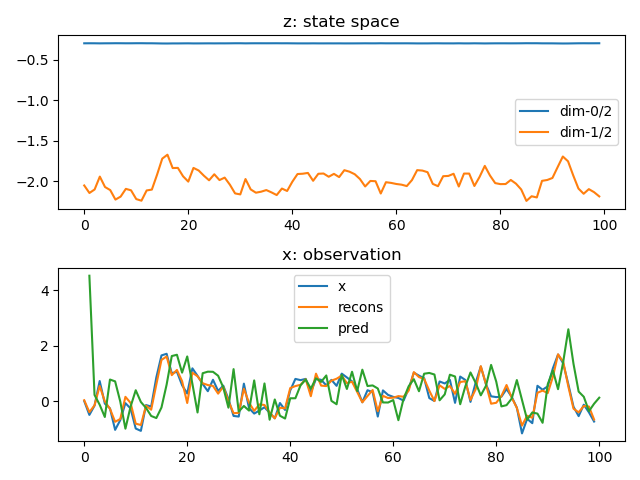 z: state space
−0.5
−1.0
−1.5
−2.0
dim-0/2
dim-1/2
0 20 40 60 80 100
x: observation
4
2
0
x
recons
pred
0 20 40 60 80 100